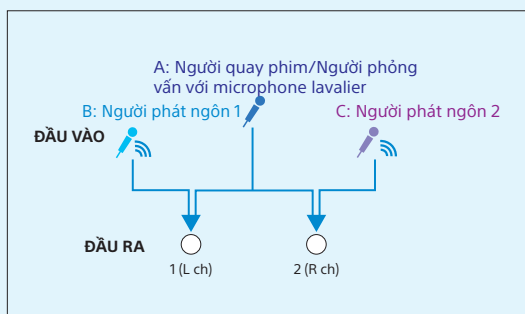 A: Người quay phim/Người phỏng
vấn với microphone lavalier
B: Người phát ngôn 1
C: Người phát ngôn 2
ĐẦU VÀO
ĐẦU RA
1 (L ch)
2 (R ch)